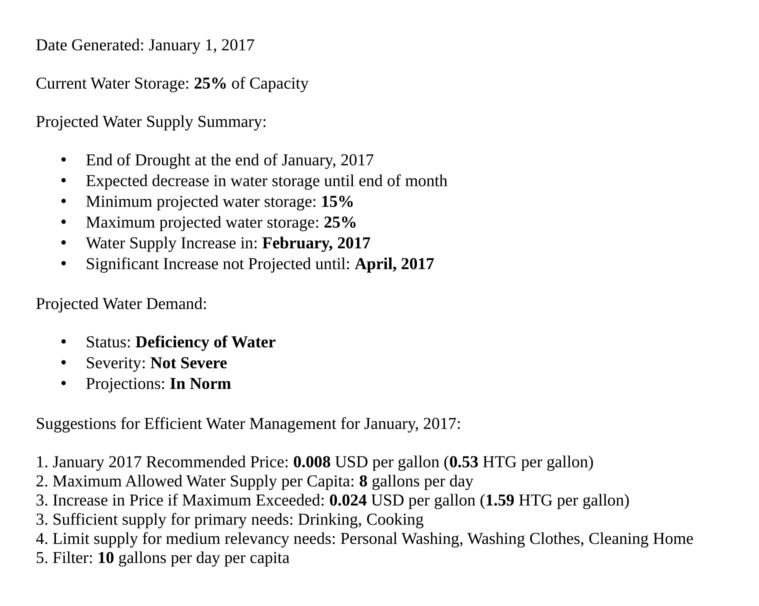 Date Generated: January 1, 2017
Current Water Storage: 25% of Capacity
Projected Water Supply Summary:
• End of Drought at the end of January, 2017
• Expected decrease in water storage until end of month
• Minimum projected water storage: 15%
• Maximum projected water storage: 25%
• Water Supply Increase in: February, 2017
• Significant Increase not Projected until: April, 2017
Projected Water Demand:
• Status: Deficiency of Water
• Severity: Not Severe
• Projections: In Norm
Suggestions for Efficient Water Management for January, 2017:
1. January 2017 Recommended Price: 0.008 USD per gallon (0.53 HTG per gallon)
2. Maximum Allowed Water Supply per Capita: 8 gallons per day
3. Increase in Price if Maximum Exceeded: 0.024 USD per gallon (1.59 HTG per gallon)
3. Sufficient supply for primary needs: Drinking, Cooking
4. Limit supply for medium relevancy needs: Personal Washing, Washing Clothes, Cleaning Home
5. Filter: 10 gallons per day per capita